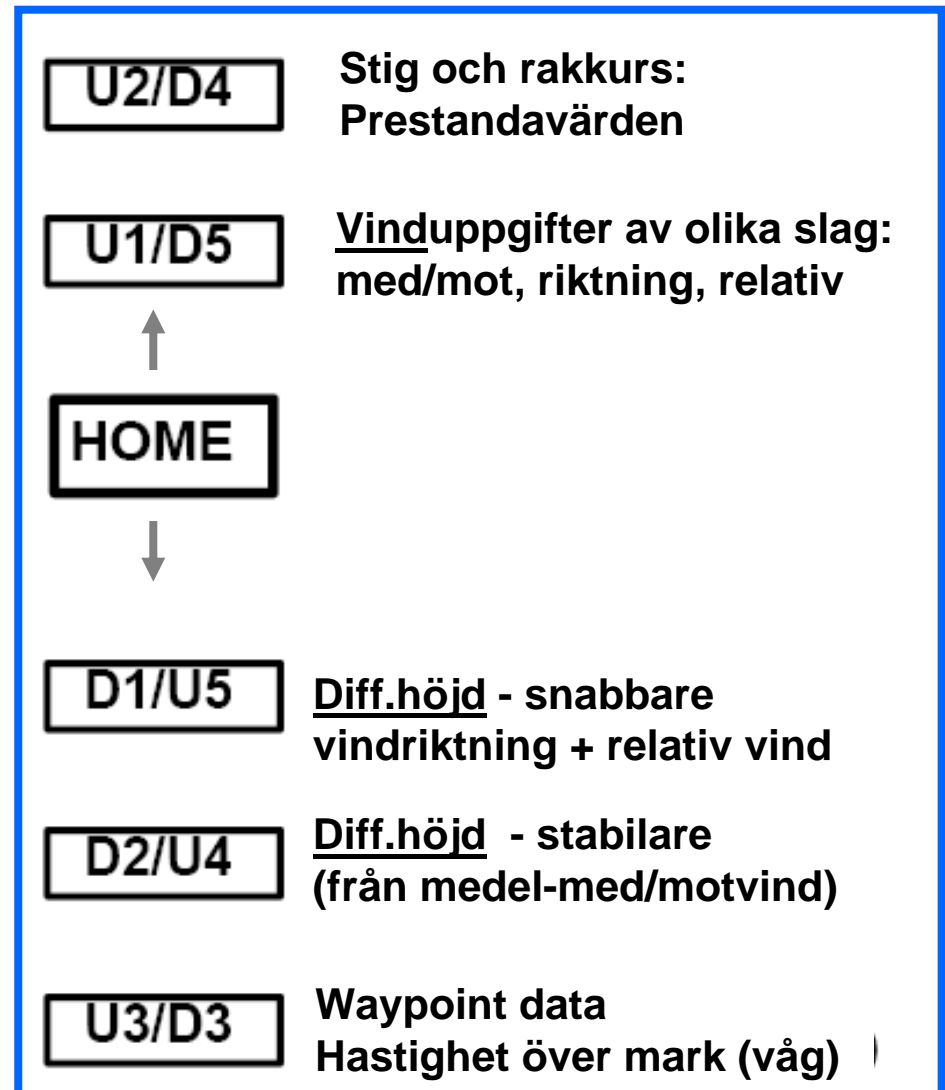 U2/D4
Stig och rakkurs:
Prestandavärden
U1/D5
Vinduppgifter av olika slag:
med/mot, riktning, relativ
HOME
D1/U5
Diff.höjd - snabbare
vindriktning + relativ vind
D2/U4
Diff.höjd - stabilare
(från medel-med/motvind)
U3/D3
Waypoint data
Hastighet över mark (våg)